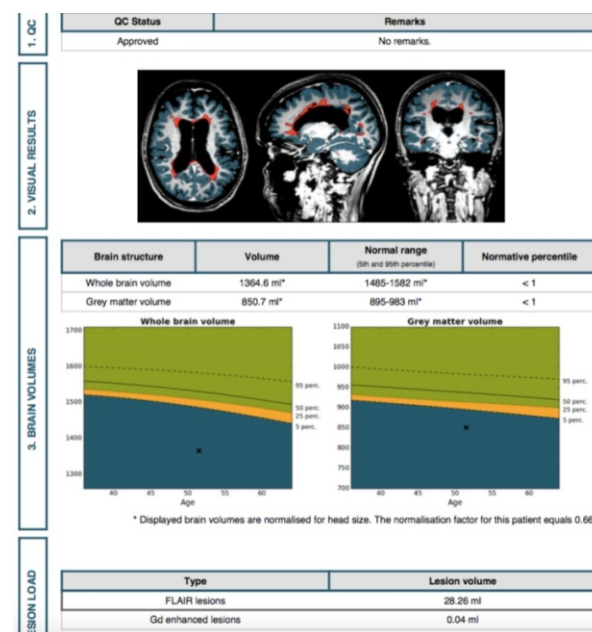 1. QC
QC Status Remarks
Approved No remarks.
2. VISUAL RESULTS
3. BRAIN VOLUMES
Brain structure Volume Normal range Normative percentile
(5th and 95th percentile)
Whole brain volume 1364.6 ml* 1485-1582 ml* < 1
Grey matter volume 850.7 ml* 895-983 ml* < 1
Whole brain volume
1700
1600
1500
1400
1300
95 perc.
50 perc.
25 perc.
5 perc.
40 45 50 55 60
Age
Grey matter volume
1100
1050
1000
950
900
850
800
750
700
95 perc.
50 perc.
25 perc.
5 perc.
40 45 50 55 60
Age
* Displayed brain volumes are normalised for head size. The normalisation factor for this patient equals 0.66
ESION LOAD
Type Lesion volume
FLAIR lesions 28.26 ml
Gd enhanced lesions 0.04 ml